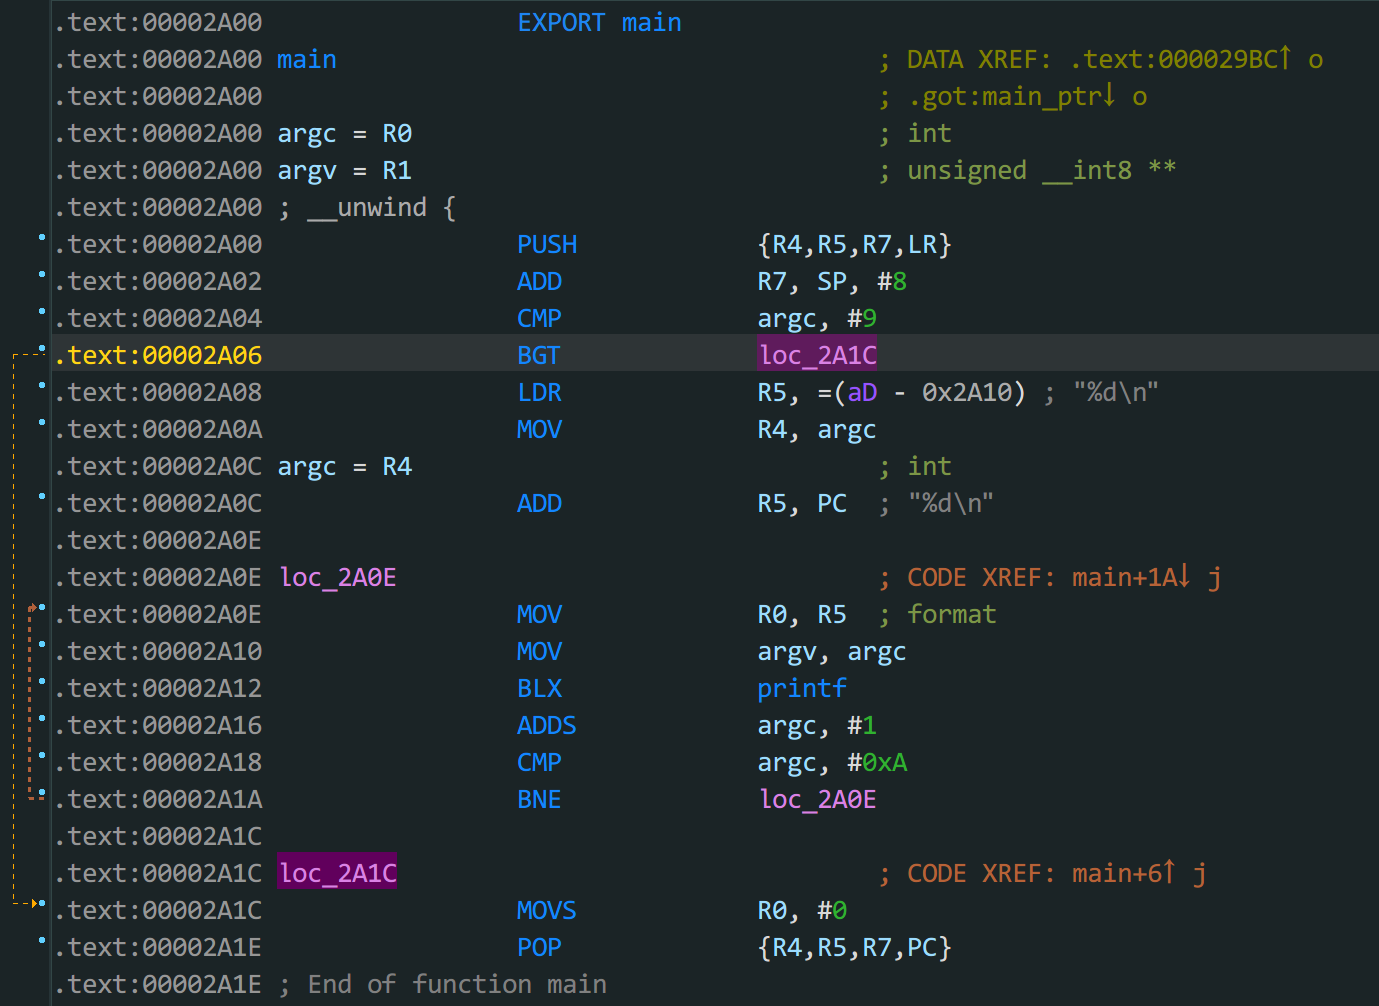 .text:00002A00 EXPORT main
.text:00002A00 main ; DATA XREF: .text:000029BC↑ o
.text:00002A00 ; .got:main_ptr↓ o
.text:00002A00 argc = R0 ; int
.text:00002A00 argv = R1 ; unsigned __int8 **
.text:00002A00 ; __unwind {
.text:00002A00 PUSH {R4,R5,R7,LR}
.text:00002A02 ADD R7, SP, #8
.text:00002A04 CMP argc, #9
.text:00002A06 BGT loc_2A1C
.text:00002A08 LDR R5, =(aD - 0x2A10) ; "%d\n"
.text:00002A0A MOV R4, argc
.text:00002A0C argc = R4 ; int
.text:00002A0C ADD R5, PC ; "%d\n"
.text:00002A0E
.text:00002A0E loc_2A0E ; CODE XREF: main+1A↓ j
.text:00002A0E MOV R0, R5 ; format
.text:00002A10 MOV argv, argc
.text:00002A12 BLX printf
.text:00002A16 ADDS argc, #1
.text:00002A18 CMP argc, #0xA
.text:00002A1A BNE loc_2A0E
.text:00002A1C
.text:00002A1C loc_2A1C ; CODE XREF: main+6↑ j
.text:00002A1C MOVS R0, #0
.text:00002A1E POP {R4,R5,R7,PC}
.text:00002A1E ; End of function main